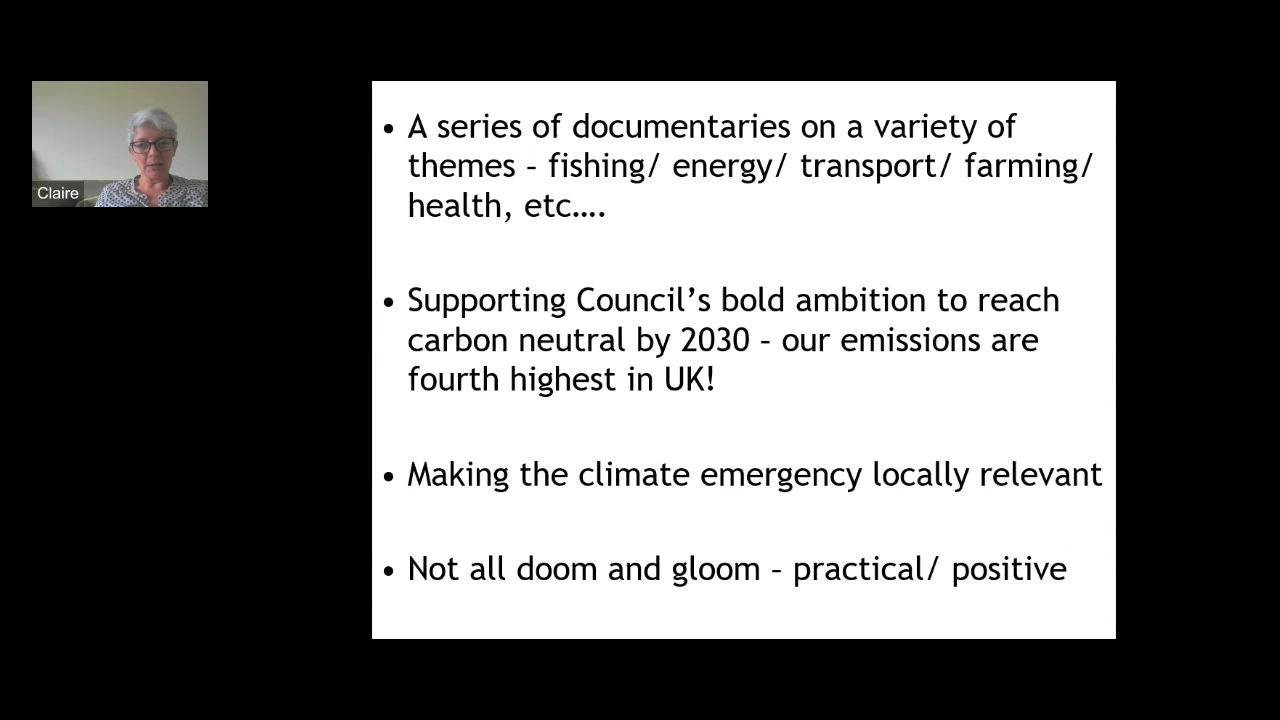 Claire
• A series of documentaries on a variety of
themes – fishing/ energy/ transport/ farming/
health, etc….
• Supporting Council’s bold ambition to reach
carbon neutral by 2030 – our emissions are
fourth highest in UK!
• Making the climate emergency locally relevant
• Not all doom and gloom – practical/ positive